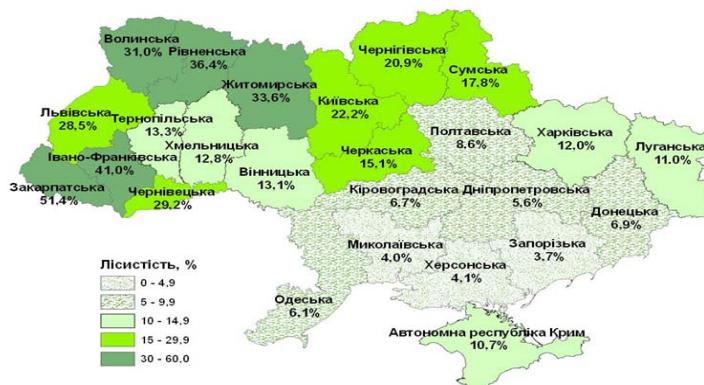 Волинська
31,0%
Рівненська
36,4%
Житомирська
33,6%
Чернігівська
20,9%
Сумська
17,8%
Київська
22,2%
Львівська
28,5%
Тернопільська
13,3%
Хмельницька
12,8%
Івано-Франківська
41,0%
Закарпатська
51,4%
Чернівецька
29,2%
Вінницька
13,1%
Черкаська
15,1%
Полтавська
8,6%
Харківська
12,0%
Луганська
11,0%
Кіровоградська
6,7%
Дніпропетровська
5,6%
Донецька
6,9%
Миколаївська
4,0%
Херсонська
4,1%
Запорізька
3,7%
Одеська
6,1%
Автономна республіка Крим
10,7%
Лісистість, %
0 - 4,9
5 - 9,9
10 - 14,9
15 - 29,9
30 - 60,0